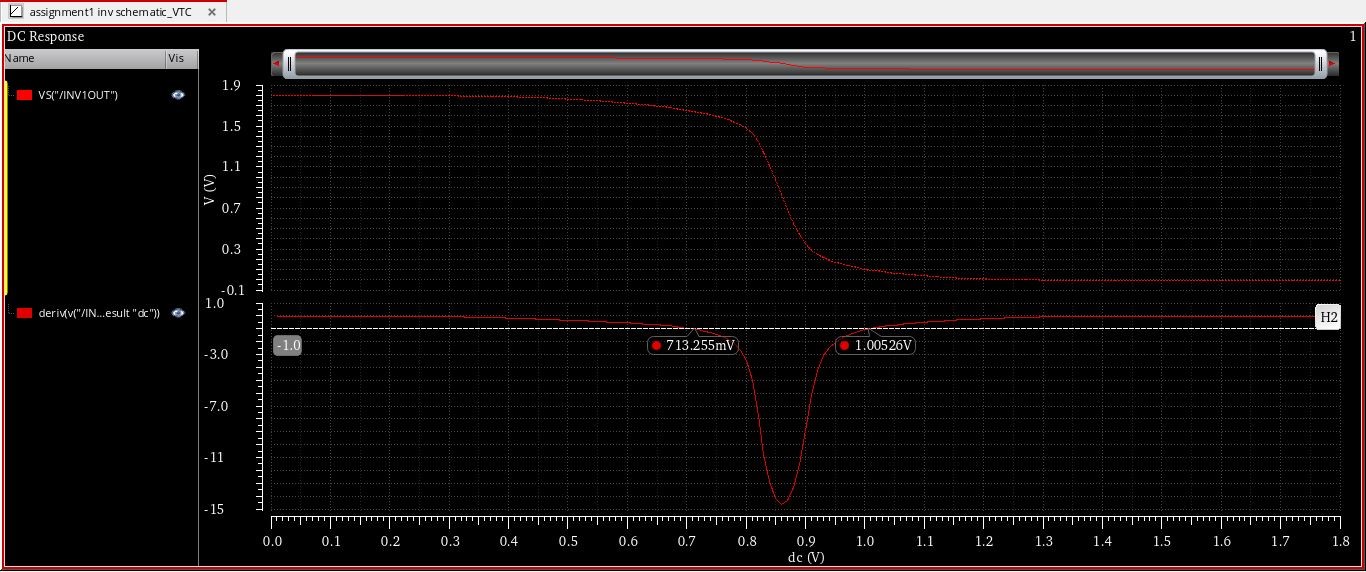 assignment1 inv schematic_VTC ×
DC Response 1
Name Vis
VS("/INV1OUT")
1.9
1.5
1.1
0.7
0.3
-0.1
V (V)
deriv(v("/IN...esult "dc"))
1.0
-3.0
-7.0
-11
-15
H2
-1.0
713.255mV
1.00526V
0.0 0.1 0.2 0.3 0.4 0.5 0.6 0.7 0.8 0.9 1.0 1.1 1.2 1.3 1.4 1.5 1.6 1.7 1.8
dc (V)